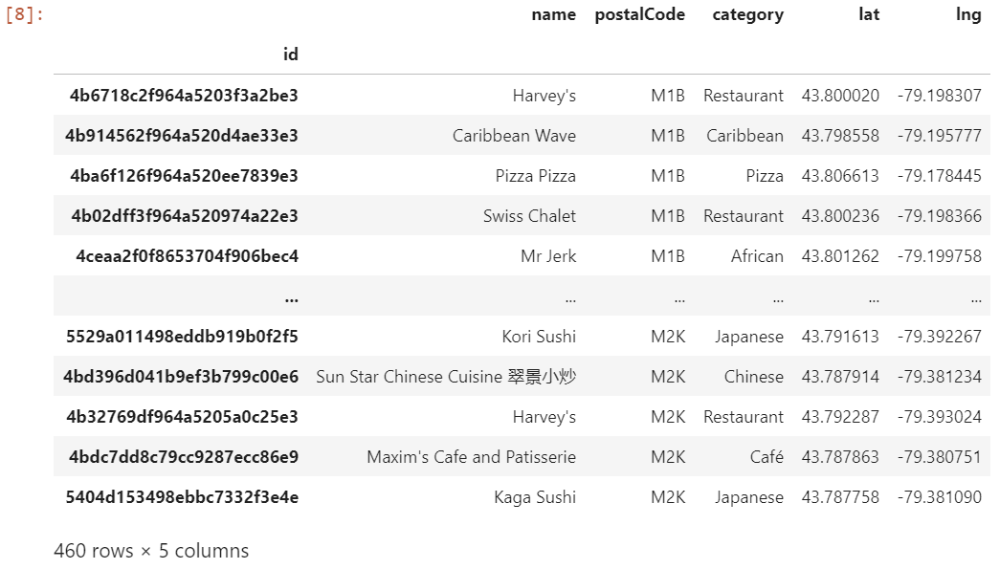 [8]: name postalCode category lat lng
id
4b6718c2f964a5203f3a2be3 Harvey's M1B Restaurant 43.800020 -79.198307
4b914562f964a520d4ae33e3 Caribbean Wave M1B Caribbean 43.798558 -79.195777
4ba6f126f964a520ee7839e3 Pizza Pizza M1B Pizza 43.806613 -79.178445
4b02dff3f964a520974a22e3 Swiss Chalet M1B Restaurant 43.800236 -79.198366
4ceaa2f0f8653704f906bec4 Mr Jerk M1B African 43.801262 -79.199758
... ... ... ... ... ...
5529a011498eddb919b0f2f5 Kori Sushi M2K Japanese 43.791613 -79.392267
4bd396d041b9ef3b799c00e6 Sun Star Chinese Cuisine 翠景小炒 M2K Chinese 43.787914 -79.381234
4b32769df964a5205a0c25e3 Harvey's M2K Restaurant 43.792287 -79.393024
4bdc7dd8c79cc9287ecc86e9 Maxim's Cafe and Patisserie M2K Café 43.787863 -79.380751
5404d153498ebbc7332f3e4e Kaga Sushi M2K Japanese 43.787758 -79.381090
460 rows × 5 columns